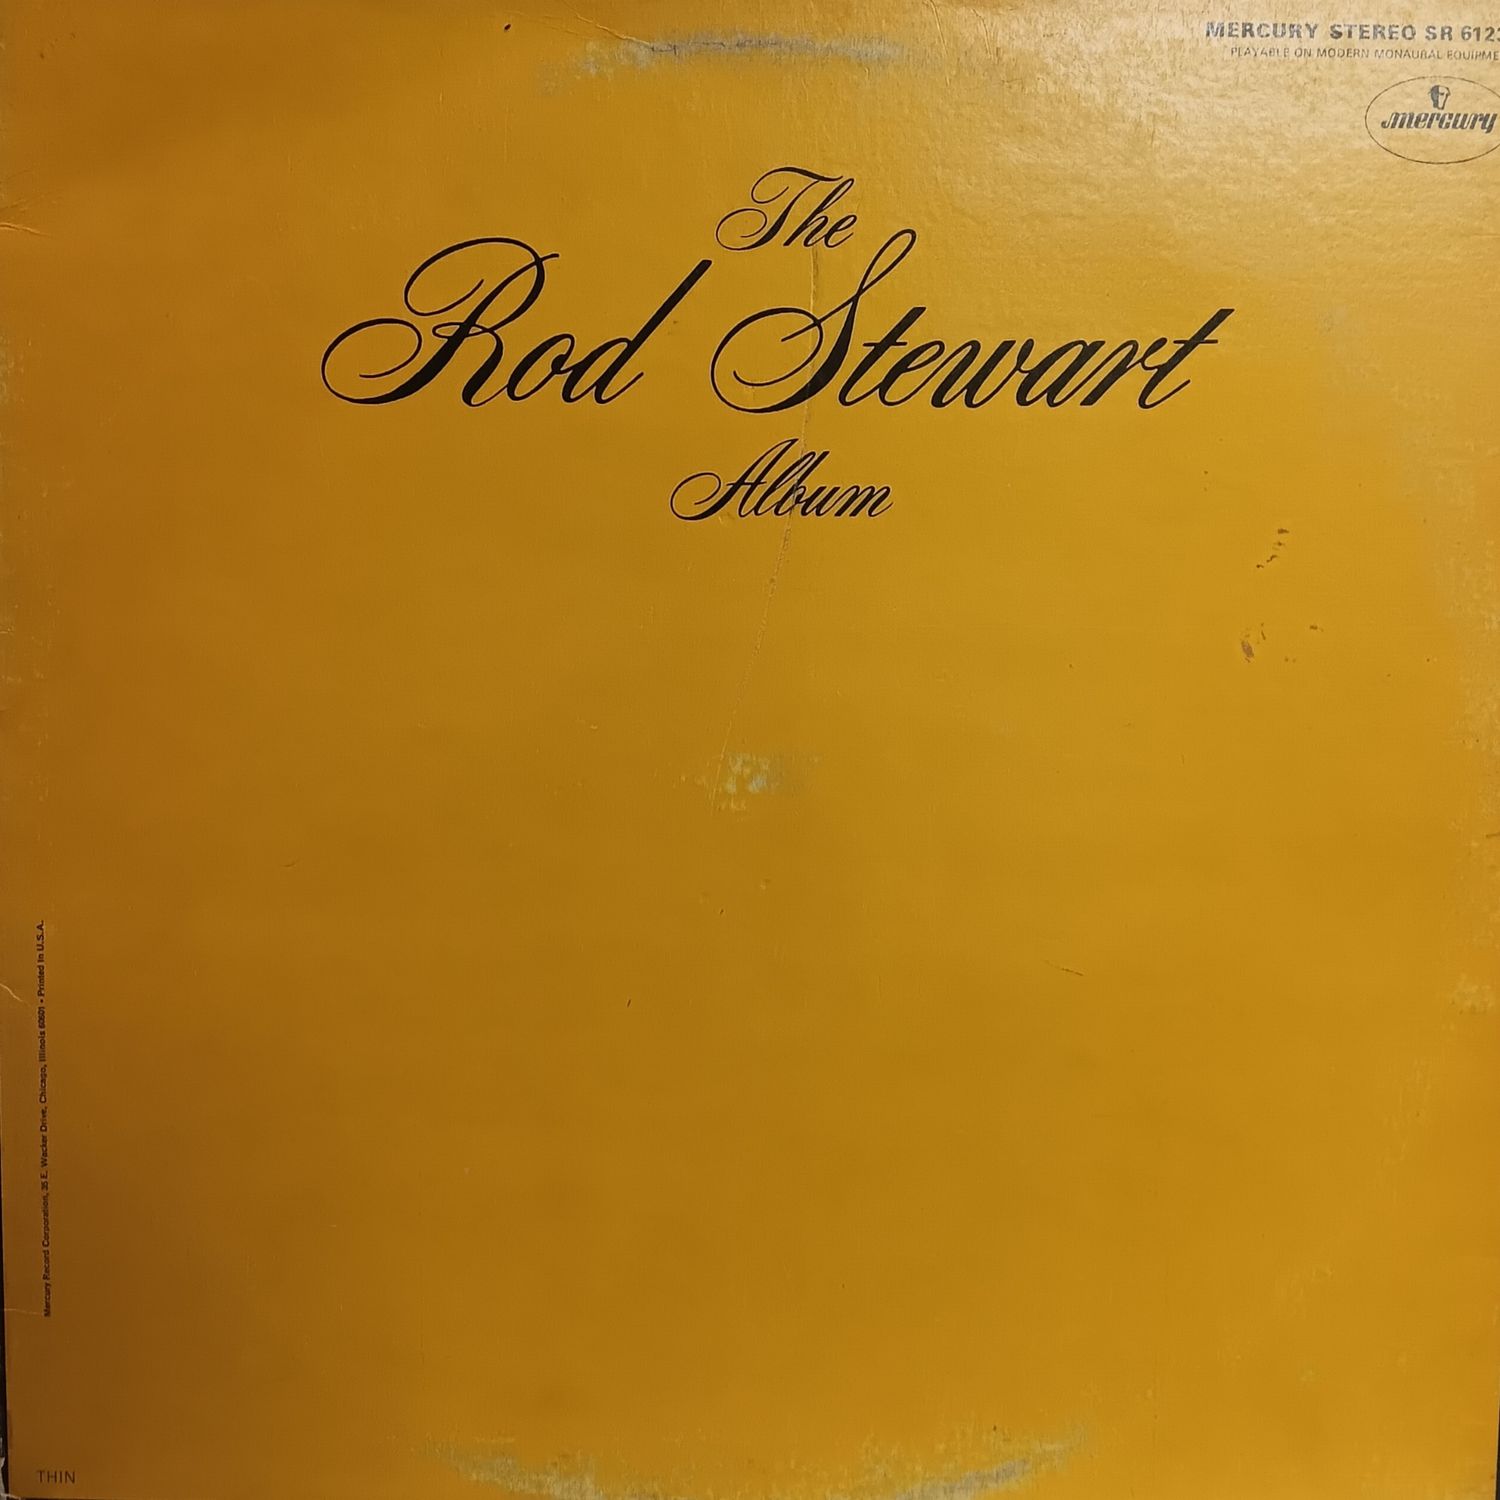 MERCURY STEREO SR 6123
PLAYABLE ON MODERN MONAURAL EQUIPME
mercury
The
Rod Stewart
Album
Mercury Record Corporation, 35 E. Wacker Drive, Chicago, Illinois 60601 • Printed in U.S.A.
THIN